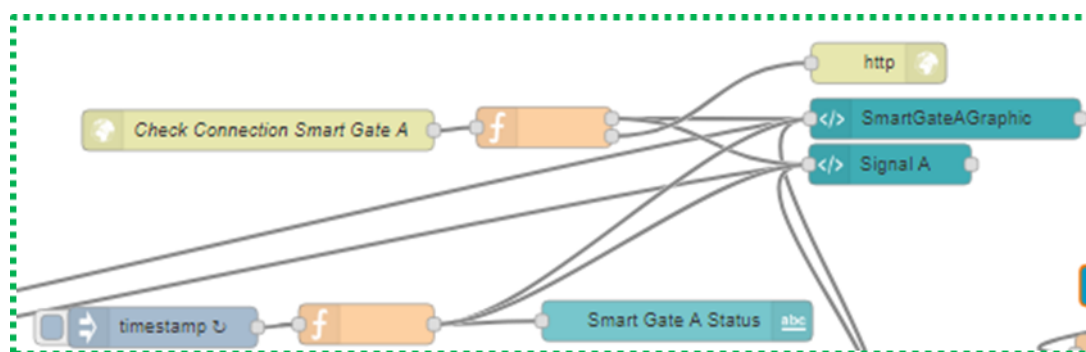 http
Check Connection Smart Gate A
SmartGateAGraphic
Signal A
timestamp ↻
Smart Gate A Status
abc